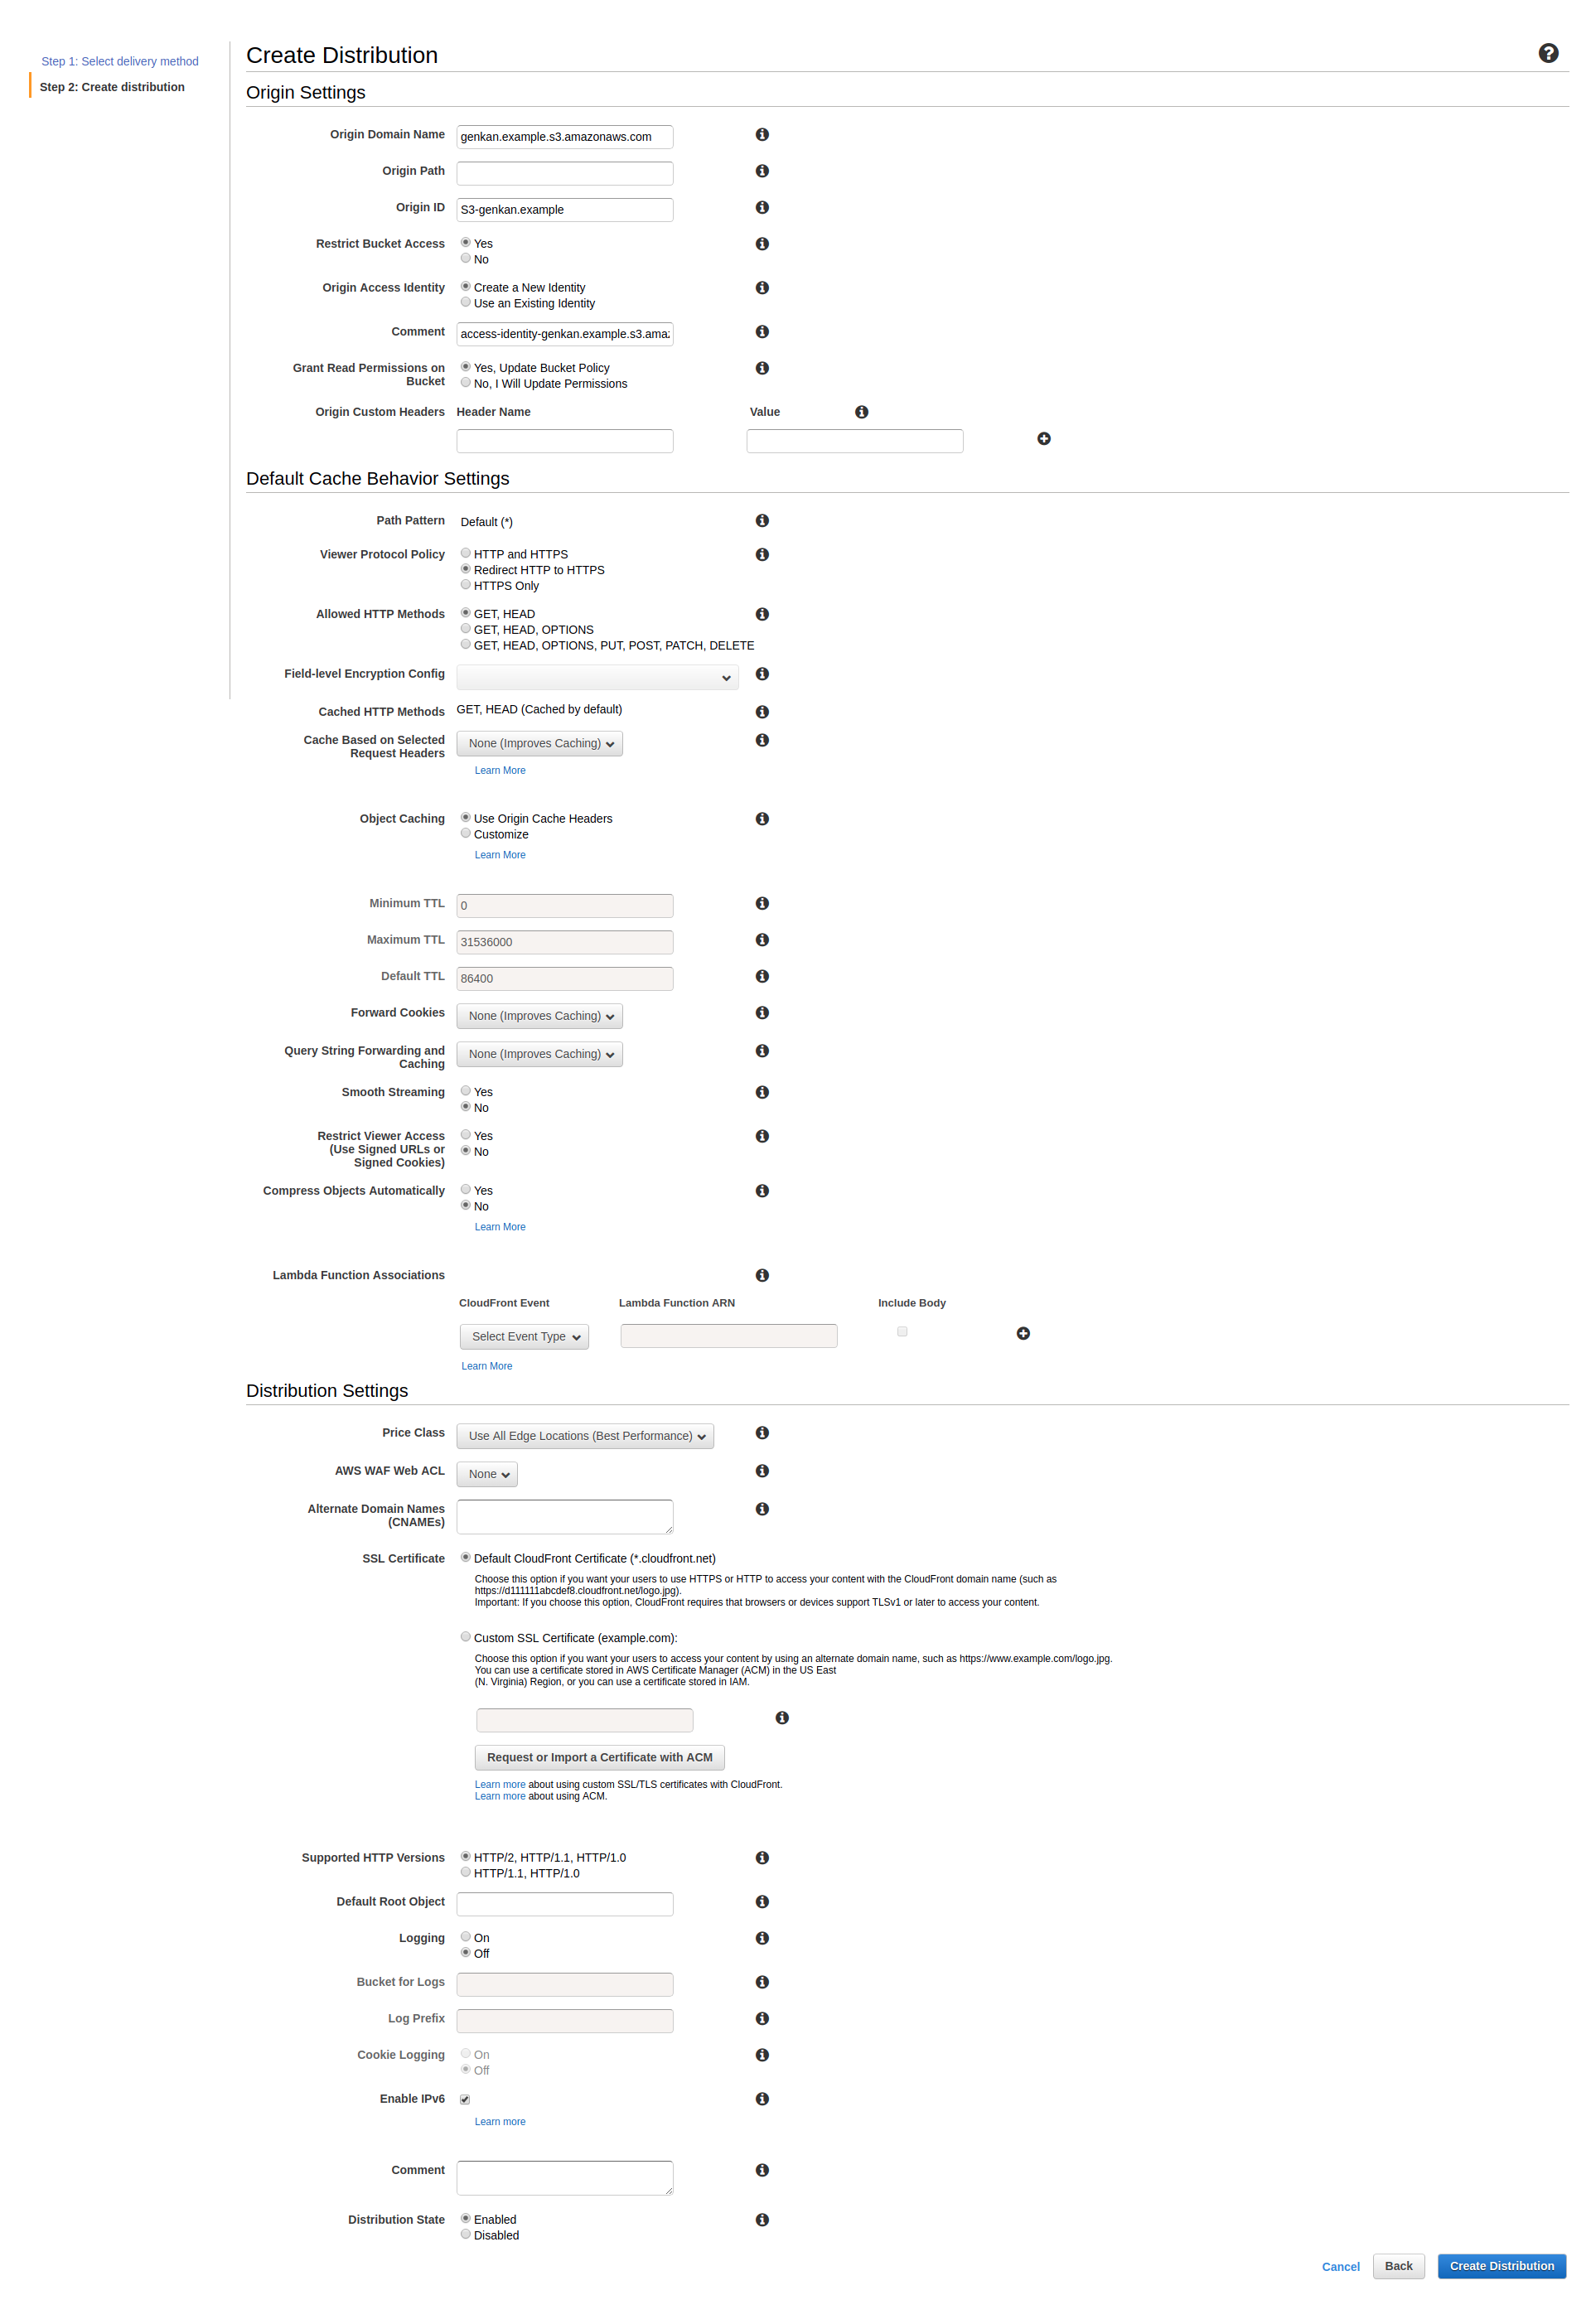 Step 1: Select delivery method
Step 2: Create distribution
Create Distribution
Origin Settings
Origin Domain Name
genkan.example.s3.amazonaws.com
Origin Path
Origin ID
S3-genkan.example
Restrict Bucket Access
Yes
No
Origin Access Identity
Create a New Identity
Use an Existing Identity
Comment
access-identity-genkan.example.s3.amaz
Grant Read Permissions on
Bucket
Yes, Update Bucket Policy
No, I Will Update Permissions
Origin Custom Headers
Header Name
Value
Default Cache Behavior Settings
Path Pattern
Default (*)
Viewer Protocol Policy
HTTP and HTTPS
Redirect HTTP to HTTPS
HTTPS Only
Allowed HTTP Methods
GET, HEAD
GET, HEAD, OPTIONS
GET, HEAD, OPTIONS, PUT, POST, PATCH, DELETE
Field-level Encryption Config
Cached HTTP Methods
GET, HEAD (Cached by default)
Cache Based on Selected
Request Headers
None (Improves Caching)
Learn More
Object Caching
Use Origin Cache Headers
Customize
Learn More
Minimum TTL
0
Maximum TTL
31536000
Default TTL
86400
Forward Cookies
None (Improves Caching)
Query String Forwarding and
Caching
None (Improves Caching)
Smooth Streaming
Yes
No
Restrict Viewer Access
(Use Signed URLs or
Signed Cookies)
Yes
No
Compress Objects Automatically
Yes
No
Learn More
Lambda Function Associations
CloudFront Event
Lambda Function ARN
Include Body
Select Event Type
Learn More
Distribution Settings
Price Class
Use All Edge Locations (Best Performance)
AWS WAF Web ACL
None
Alternate Domain Names
(CNAMEs)
SSL Certificate
Default CloudFront Certificate (*.cloudfront.net)
Choose this option if you want your users to use HTTPS or HTTP to access your content with the CloudFront domain name (such as
https://d111111abcdef8.cloudfront.net/logo.jpg).
Important: If you choose this option, CloudFront requires that browsers or devices support TLSv1 or later to access your content.
Custom SSL Certificate (example.com):
Choose this option if you want your users to access your content by using an alternate domain name, such as https://www.example.com/logo.jpg.
You can use a certificate stored in AWS Certificate Manager (ACM) in the US East
(N. Virginia) Region, or you can use a certificate stored in IAM.
Request or Import a Certificate with ACM
Learn more about using custom SSL/TLS certificates with CloudFront.
Learn more about using ACM.
Supported HTTP Versions
HTTP/2, HTTP/1.1, HTTP/1.0
HTTP/1.1, HTTP/1.0
Default Root Object
Logging
On
Off
Bucket for Logs
Log Prefix
Cookie Logging
On
Off
Enable IPv6
Learn more
Comment
Distribution State
Enabled
Disabled
Cancel
Back
Create Distribution